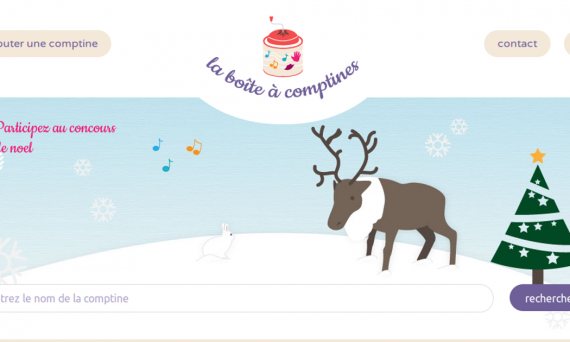 outer une comptine
la boîte à comptines
contact
Participez au concours
de noel
trez le nom de la comptine
recherche